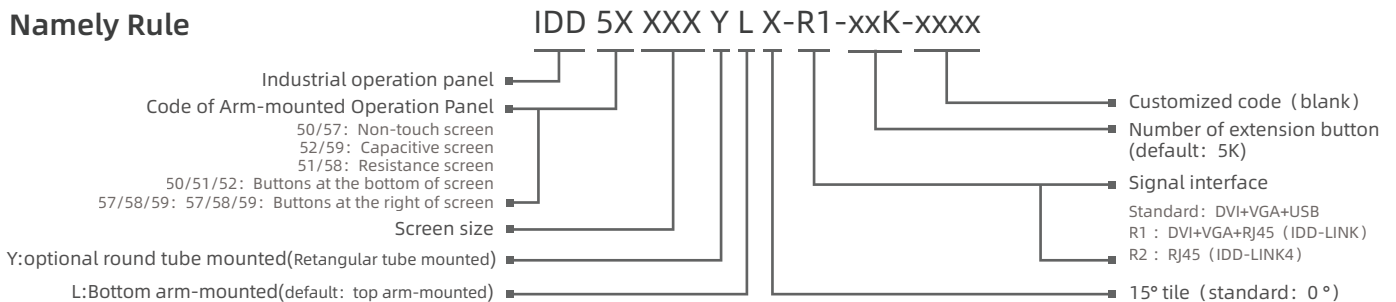 Namely Rule
IDD 5X XXX Y L X-R1-xxK-xxxx
Industrial operation panel
Code of Arm-mounted Operation Panel
50/57: Non-touch screen
52/59: Capacitive screen
51/58: Resistance screen
50/51/52: Buttons at the bottom of screen
57/58/59: 57/58/59: Buttons at the right of screen
Screen size
Y:optional round tube mounted(Retangular tube mounted)
L:Bottom arm-mounted(default: top arm-mounted)
Customized code (blank)
Number of extension button
(default: 5K)
Signal interface
Standard: DVI+VGA+USB
R1 : DVI+VGA+RJ45 (IDD-LINK)
R2 : RJ45 (IDD-LINK4)
15° tile (standard: 0°)